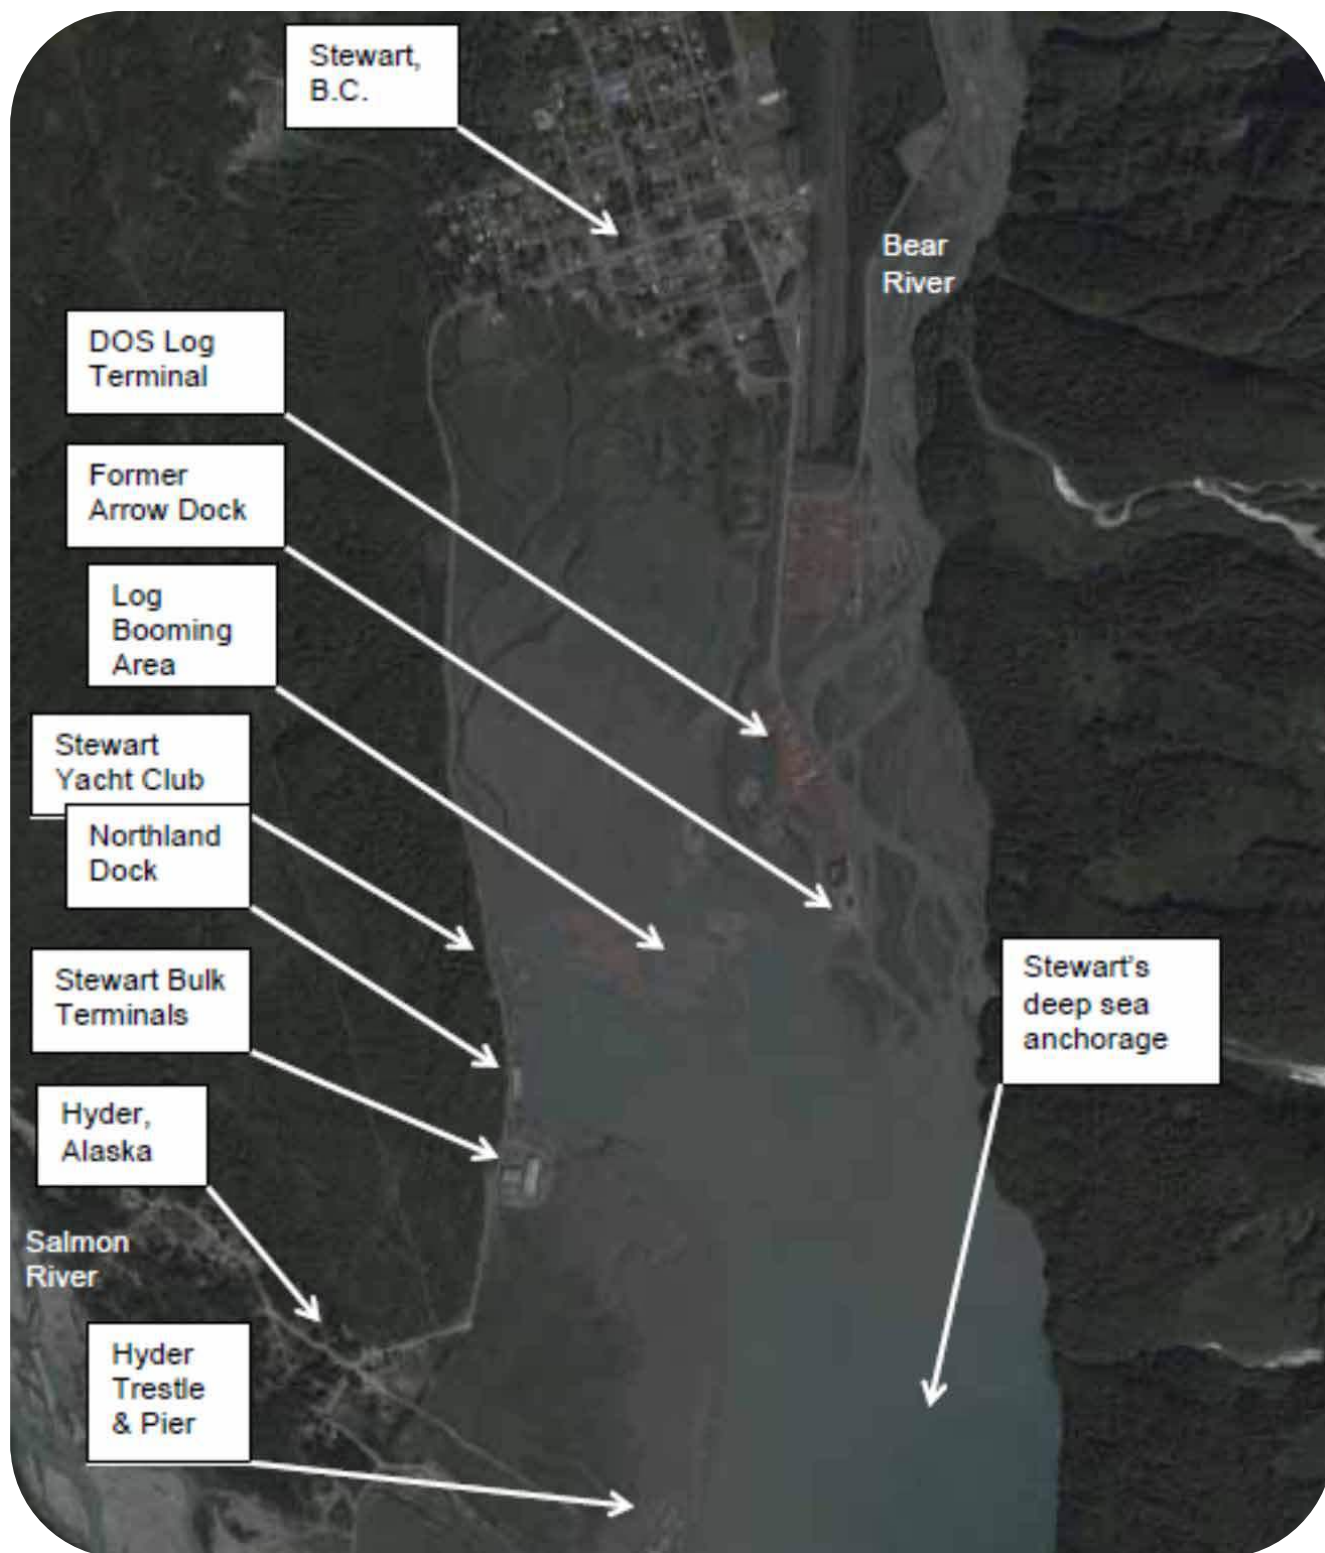 Stewart,
B.C.
Bear
River
DOS Log
Terminal
Former
Arrow Dock
Log
Booming
Area
Stewart
Yacht Club
Northland
Dock
Stewart Bulk
Terminals
Stewart's
deep sea
anchorage
Hyder,
Alaska
Salmon
River
Hyder
Trestle
& Pier